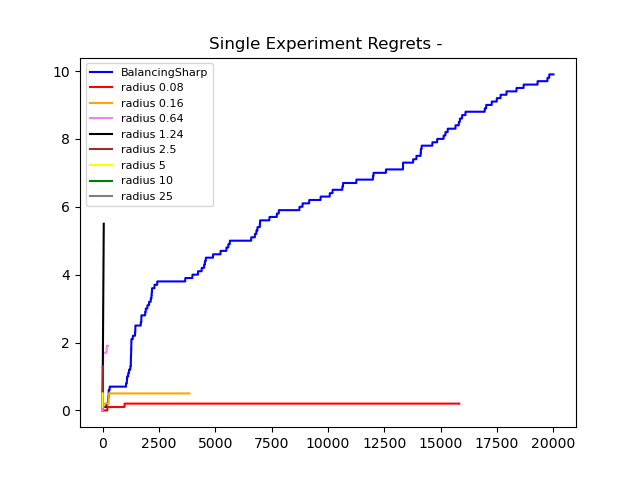 Single Experiment Regrets -
BalancingSharp
radius 0.08
radius 0.16
radius 0.64
radius 1.24
radius 2.5
radius 5
radius 10
radius 25
10
8
6
4
2
0
0 2500 5000 7500 10000 12500 15000 17500 20000